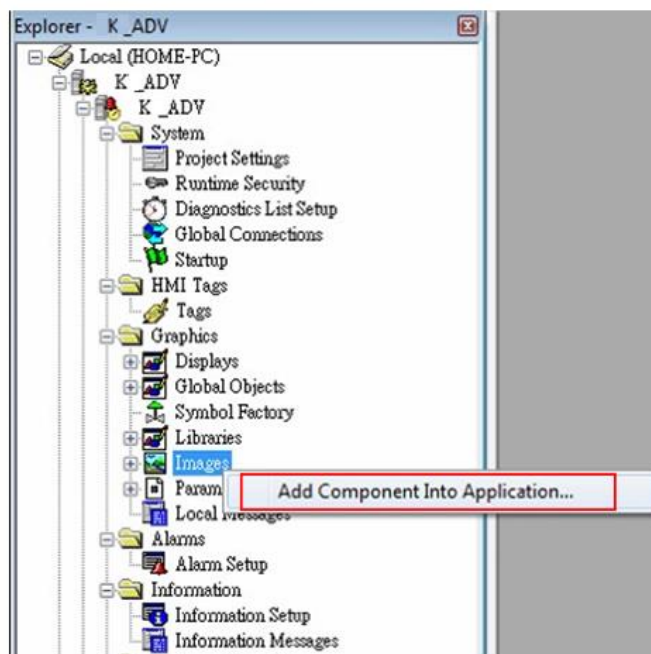 Explorer - K _ADV
Local (HOME-PC)
K _ADV
K _ADV
System
Project Settings
Runtime Security
Diagnostics List Setup
Global Connections
Startup
HMI Tags
Tags
Graphics
Displays
Global Objects
Symbol Factory
Libraries
Images
Add Component Into Application...
Param
Local Messages
Alarms
Alarm Setup
Information
Information Setup
Information Messages